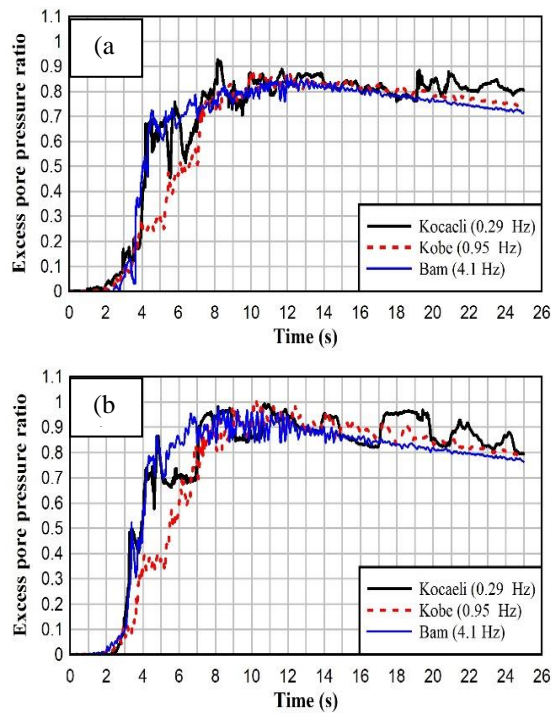 (a
Excess pore pressure ratio
1.1
1
0.9
0.8
0.7
0.6
0.5
0.4
0.3
0.2
0.1
0
Kocaeli (0.29 Hz)
Kobe (0.95 Hz)
Bam (4.1 Hz)
0 2 4 6 8 10 12 14 16 18 20 22 24 26
Time (s)
(b
Excess pore pressure ratio
1.1
1
0.9
0.8
0.7
0.6
0.5
0.4
0.3
0.2
0.1
0
Kocaeli (0.29 Hz)
Kobe (0.95 Hz)
Bam (4.1 Hz)
0 2 4 6 8 10 12 14 16 18 20 22 24 26
Time (s)